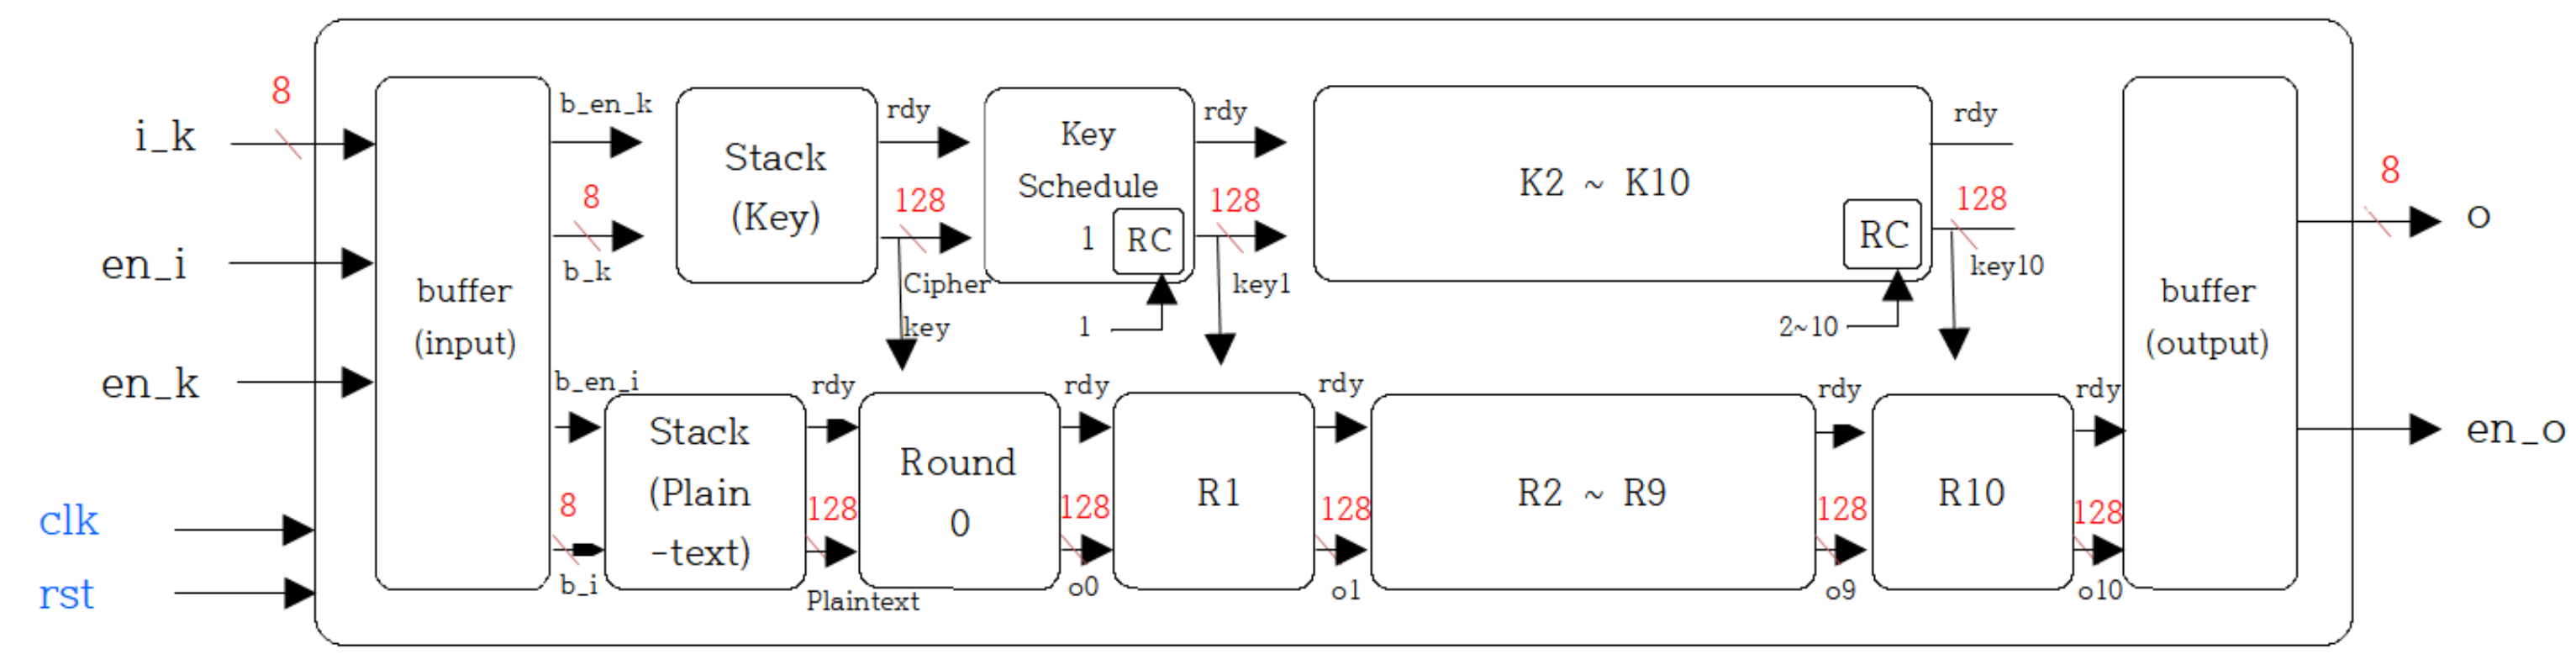 8
i_k
en_i
en_k
clk
rst
buffer
(input)
b_en_k
8
b_k
b_en_i
8
b_i
Stack
(Key)
rdy
128
Cipher
key
Key
Schedule
1
RC
1
rdy
128
key1
K2 ~ K10
RC
2~10
rdy
128
key10
Stack
(Plain
-text)
rdy
128
Plaintext
Round
0
rdy
128
o0
R1
rdy
128
o1
R2 ~ R9
rdy
128
o9
R10
rdy
128
o10
buffer
(output)
8
o
en_o